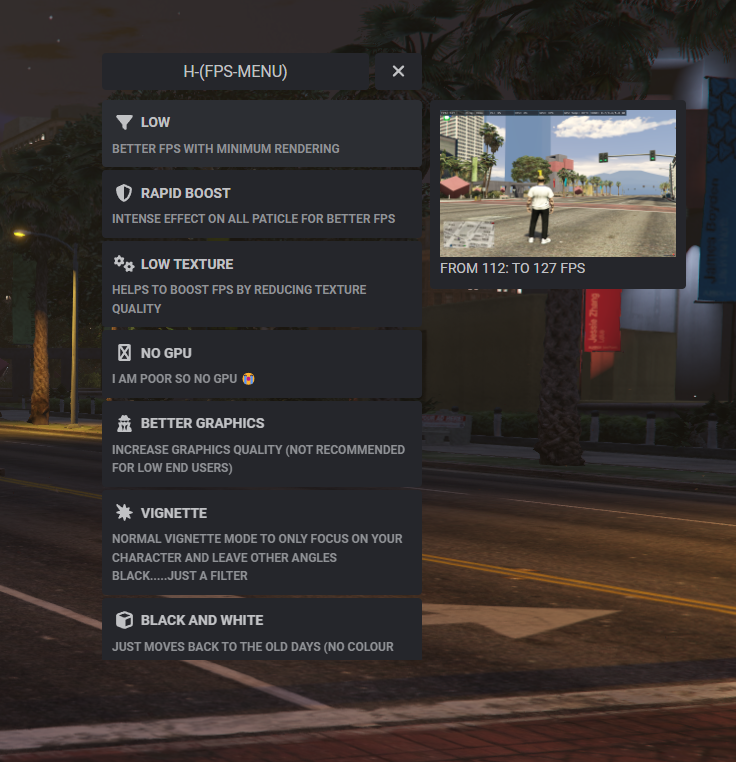 H-(FPS-MENU)
LOW
BETTER FPS WITH MINIMUM RENDERING
RAPID BOOST
INTENSE EFFECT ON ALL PATICLE FOR BETTER FPS
LOW TEXTURE
HELPS TO BOOST FPS BY REDUCING TEXTURE
QUALITY
NO GPU
I AM POOR SO NO GPU 😭
BETTER GRAPHICS
INCREASE GRAPHICS QUALITY (NOT RECOMMENDED
FOR LOW END USERS)
VIGNETTE
NORMAL VIGNETTE MODE TO ONLY FOCUS ON YOUR
CHARACTER AND LEAVE OTHER ANGLES
BLACK.....JUST A FILTER
BLACK AND WHITE
JUST MOVES BACK TO THE OLD DAYS (NO COLOUR
FROM 112: TO 127 FPS
Jessie Zhang